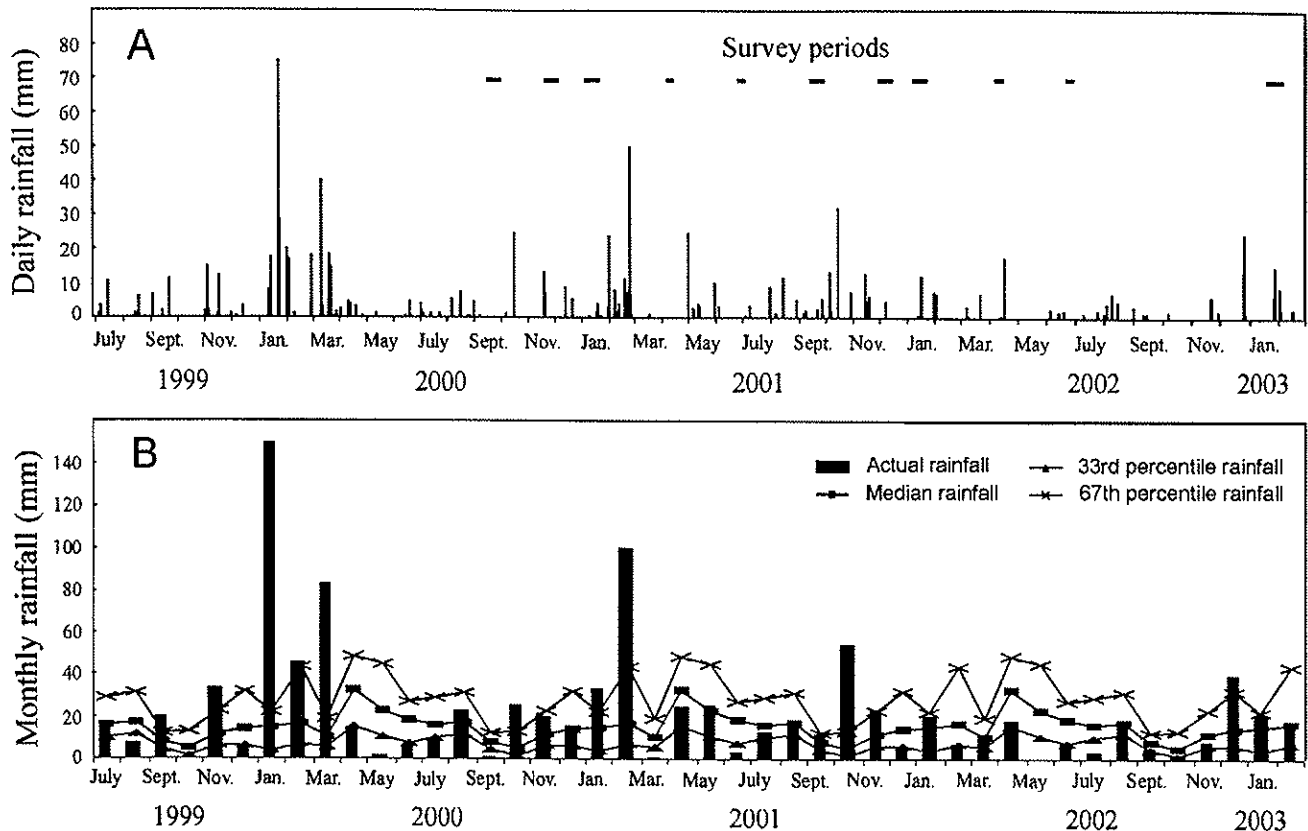 A
Survey periods
Daily rainfall (mm)
80
70
60
50
40
30
20
10
0
July Sept. Nov. Jan. Mar. May July Sept. Nov. Jan. Mar. May July Sept. Nov. Jan. Mar. May July Sept. Nov. Jan.
1999 2000 2001 2002 2003
B
Actual rainfall
33rd percentile rainfall
Median rainfall
67th percentile rainfall
Monthly rainfall (mm)
140
120
100
80
60
40
20
0
July Sept. Nov. Jan. Mar. May July Sept. Nov. Jan. Mar. May July Sept. Nov. Jan. Mar. May July Sept. Nov. Jan.
1999 2000 2001 2002 2003